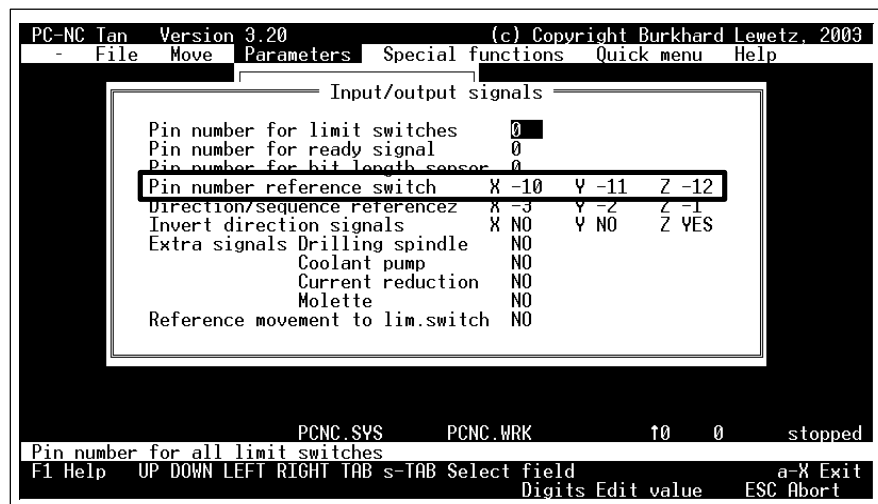 PC-NC Tan Version 3.20 (c) Copyright Burkhard Lewetz, 2003
- File Move Parameters Special functions Quick menu Help
Input/output signals
Pin number for limit switches 0
Pin number for ready signal 0
Pin number for bit length sensor 0
Pin number reference switch X -10 Y -11 Z -12
Direction/sequence referencez X -3 Y -2 Z -1
Invert direction signals X NO Y NO Z YES
Extra signals Drilling spindle NO
Coolant pump NO
Current reduction NO
Molette NO
Reference movement to lim.switch NO
PCNC.SYS PCNC.WRK ↑0 0 stopped
Pin number for all limit switches
F1 Help UP DOWN LEFT RIGHT TAB s-TAB Select field a-X Exit
Digits Edit value ESC Abort